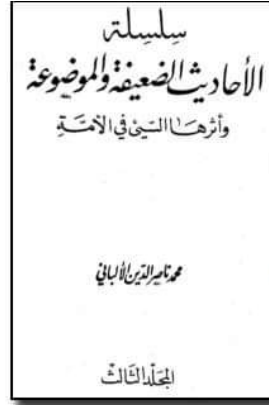 سلسلة
الأحاديث الضعيفة والموضوعة
وأثرها السيئ في الأمة
محمد ناصر الدين الألباني
المجلد الثالث